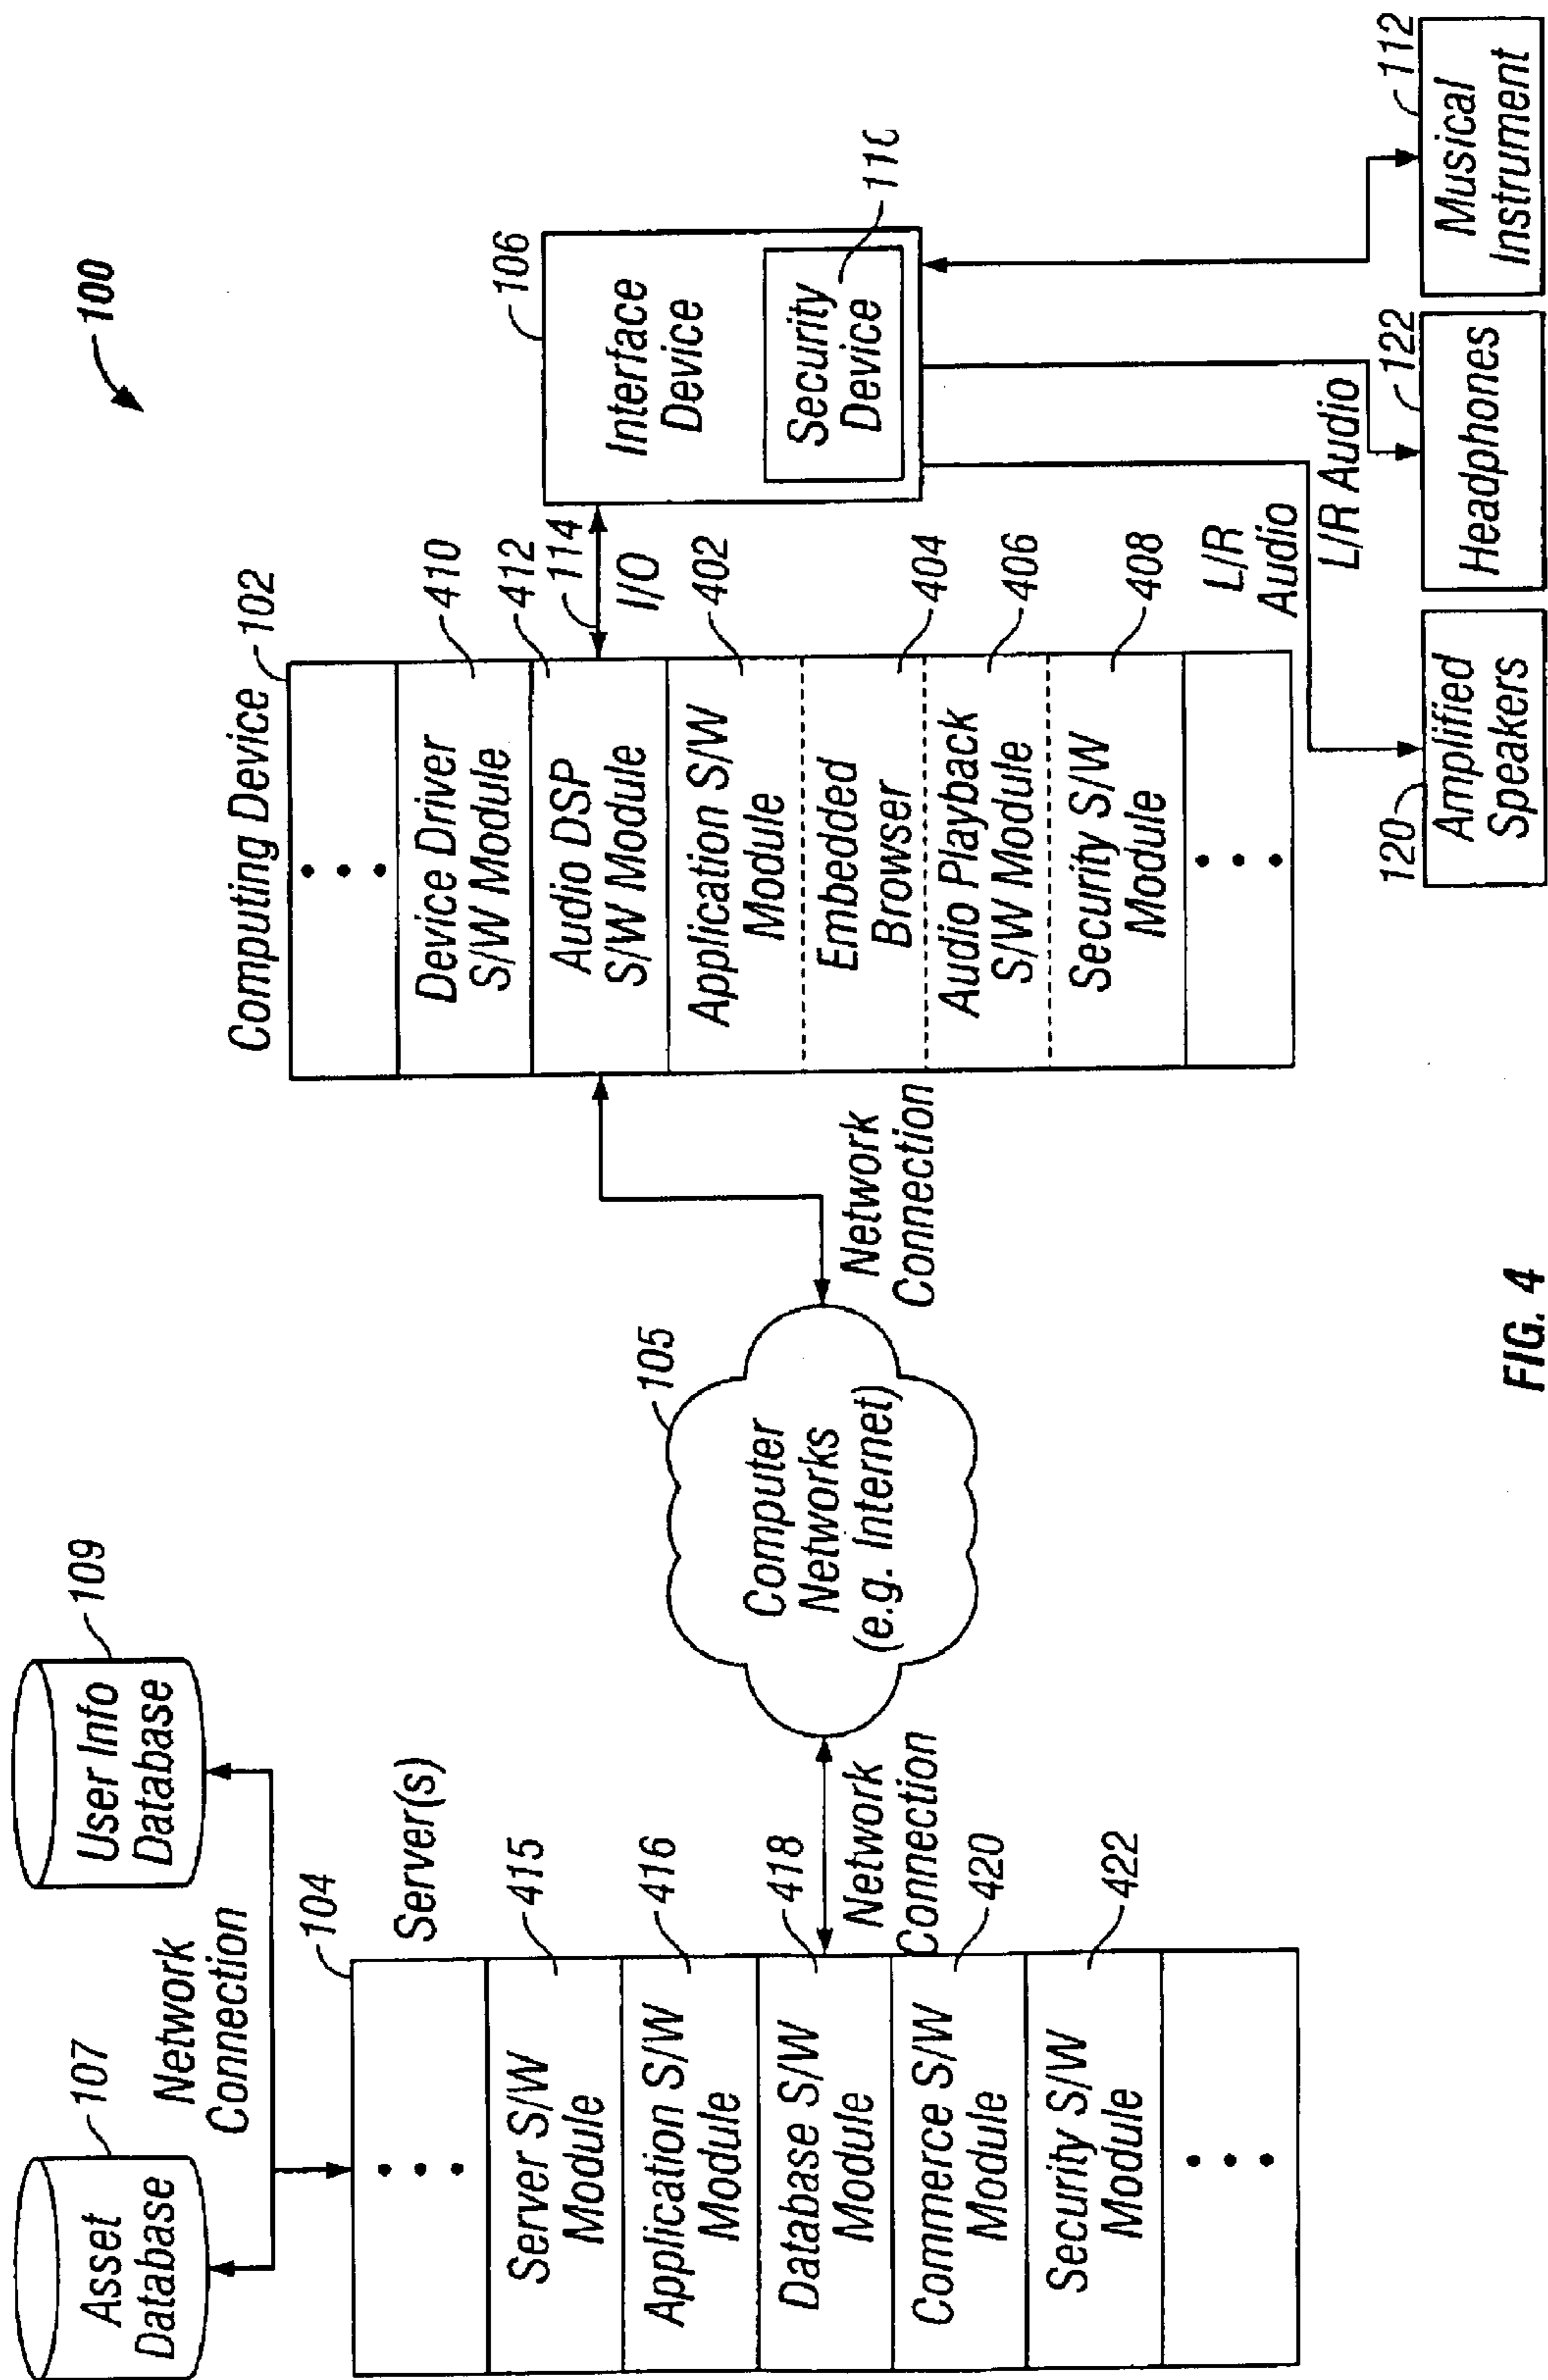 100
Asset
Database
107
Network
Connection
User Info
Database
109
104
Server(s)
Server S/W
Module
415
Application S/W
Module
416
Database S/W
Module
418
Commerce S/W
Module
420
Security S/W
Module
422
Network
Connection
105
Computer
Networks
(e.g. Internet)
Network
Connection
Computing Device
102
Device Driver
S/W Module
410
Audio DSP
S/W Module
412
Application S/W
Module
402
Embedded
Browser
404
Audio Playback
S/W Module
406
Security S/W
Module
408
114
I/O
106
Interface
Device
Security
Device
110
L/R
Audio
L/R Audio
120
Amplified
Speakers
Headphones
122
Musical
Instrument
112
FIG. 4